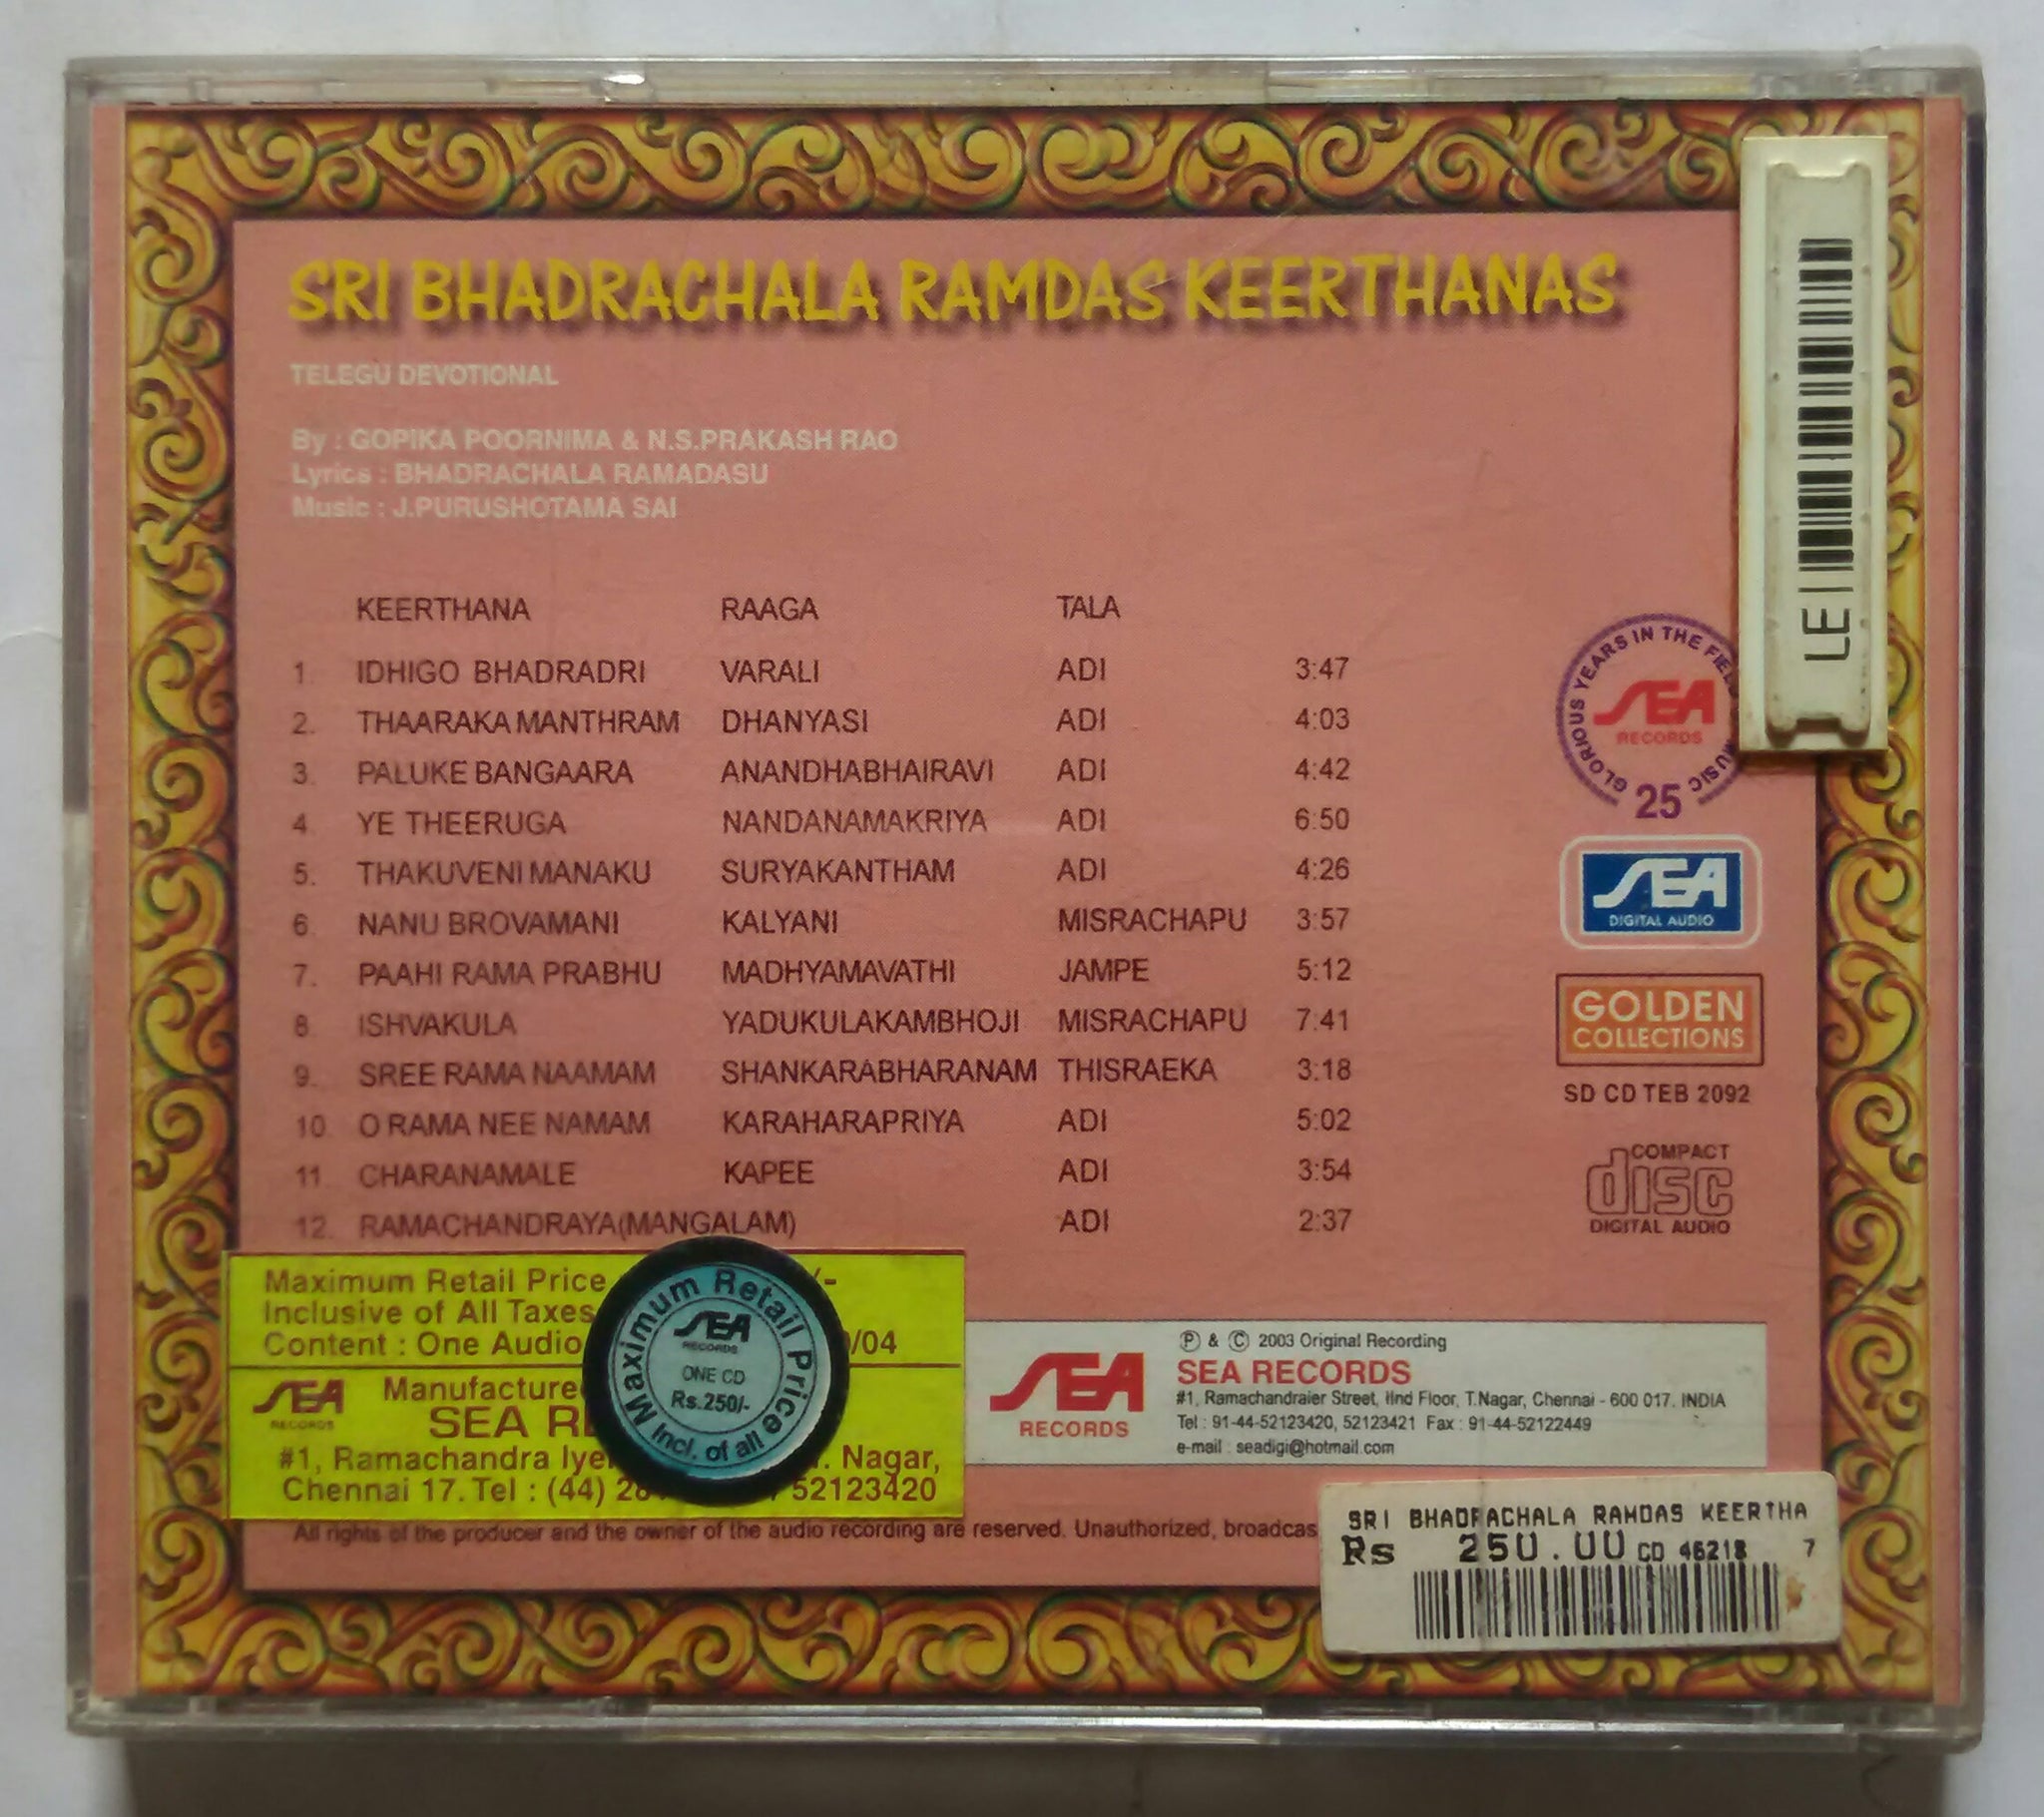 SRI BHADRACHALA RAMDAS KEERTHANAS
TELEGU DEVOTIONAL
By : GOPIKA POORNIMA & N.S.PRAKASH RAO
Lyrics : BHADRACHALA RAMADASU
Music : J.PURUSHOTAMA SAI
KEERTHANA RAAGA TALA
1. IDHIGO BHADRADRI VARALI ADI 3:47
2. THAARAKA MANTHRAM DHANYASI ADI 4:03
3. PALUKE BANGAARA ANANDHABHAIRAVI ADI 4:42
4. YE THEERUGA NANDANAMAKRIYA ADI 6:50
5. THAKUVENI MANAKU SURYAKANTHAM ADI 4:26
6. NANU BROVAMANI KALYANI MISRACHAPU 3:57
7. PAAHI RAMA PRABHU MADHYAMAVATHI JAMPE 5:12
8. ISHVAKULA YADUKULAKAMBHOJI MISRACHAPU 7:41
9. SREE RAMA NAAMAM SHANKARABHARANAM THISRAEKA 3:18
10. O RAMA NEE NAMAM KARAHARAPRIYA ADI 5:02
11. CHARANAMALE KAPEE ADI 3:54
12. RAMACHANDRAYA(MANGALAM) ADI 2:37
LE
GLORIOUS YEARS IN THE FIEL MUSIC
SEA
RECORDS
25
SEA
DIGITAL AUDIO
GOLDEN
COLLECTIONS
SD CD TEB 2092
COMPACT
disc
DIGITAL AUDIO
Maximum Retail Price /-
Inclusive of All Taxes
Content : One Audio /04
SEA
RECORDS
Manufacture
SEA RE
#1, Ramachandra Iye . Nagar,
Chennai 17. Tel : (44) 52123420
Maximum Retail Price
SEA
RECORDS
ONE CD
Rs.250/-
Incl. of all
SEA
RECORDS
Ⓟ & Ⓒ 2003 Original Recording
SEA RECORDS
#1, Ramachandraier Street, IInd Floor, T.Nagar, Chennai - 600 017. INDIA
Tel : 91-44-52123420, 52123421 Fax : 91-44-52122449
e-mail : seadigi@hotmail.com
All rights of the producer and the owner of the audio recording are reserved. Unauthorized, broadcas
SRI BHADRACHALA RAMDAS KEERTHA
Rs 250.00 CD 46218 7